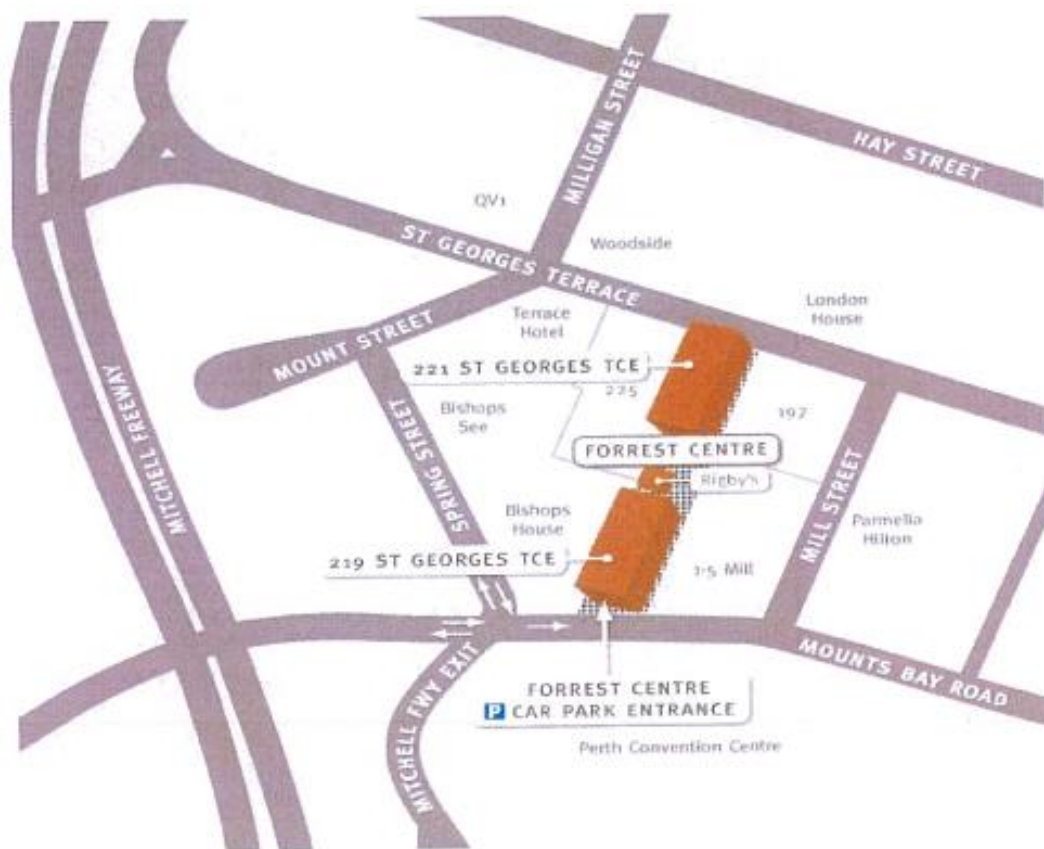 HAY STREET
MILLIGAN STREET
QV1
Woodside
ST GEORGES TERRACE
London
House
Terrace
Hotel
MOUNT STREET
221 ST GEORGES TCE
225
197
Bishops
See
FORREST CENTRE
Rigby's
MITCHELL FREEWAY
SPRING STREET
MILL STREET
Bishops
House
Parmelia
Hilton
219 ST GEORGES TCE
1-5 Mill
MOUNTS BAY ROAD
MITCHELL FWY EXIT
FORREST CENTRE
P CAR PARK ENTRANCE
Perth Convention Centre